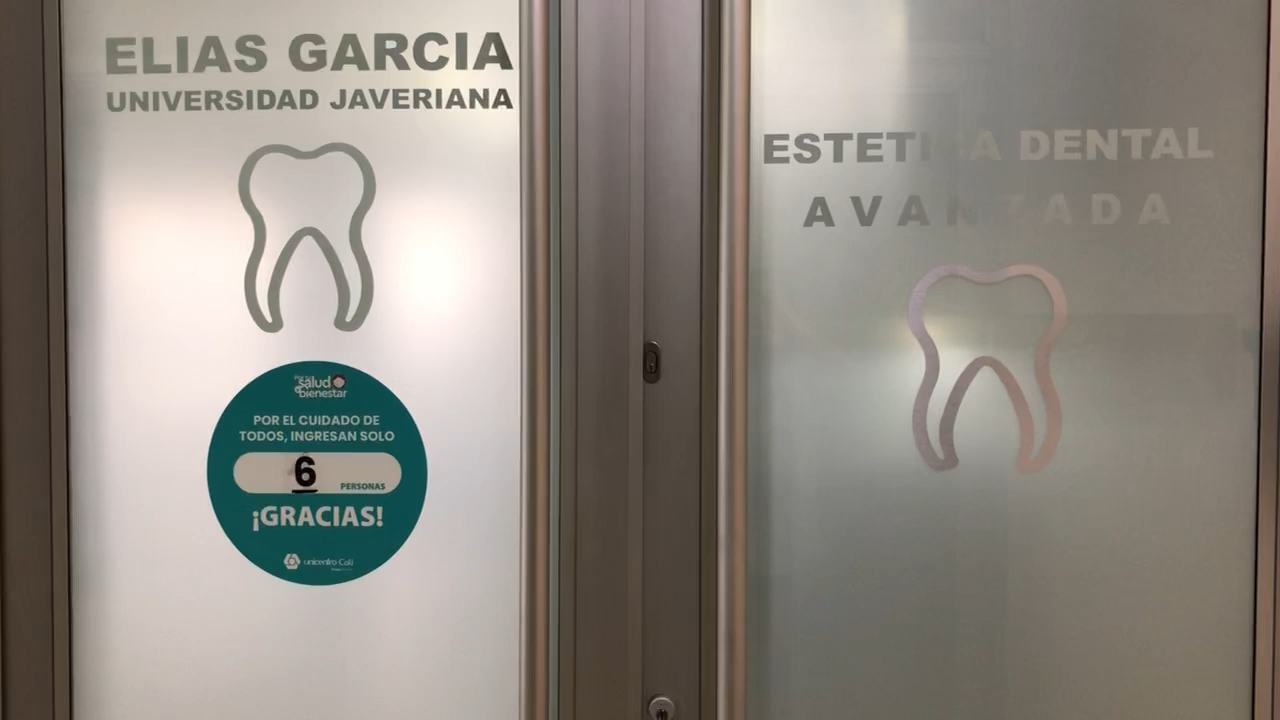 ELIAS GARCIA
UNIVERSIDAD JAVERIANA
salud
bienestar
POR EL CUIDADO DE
TODOS, INGRESAN SOLO
6
PERSONAS
¡GRACIAS!
unicentro Cali
ESTETICA DENTAL
AVANZADA